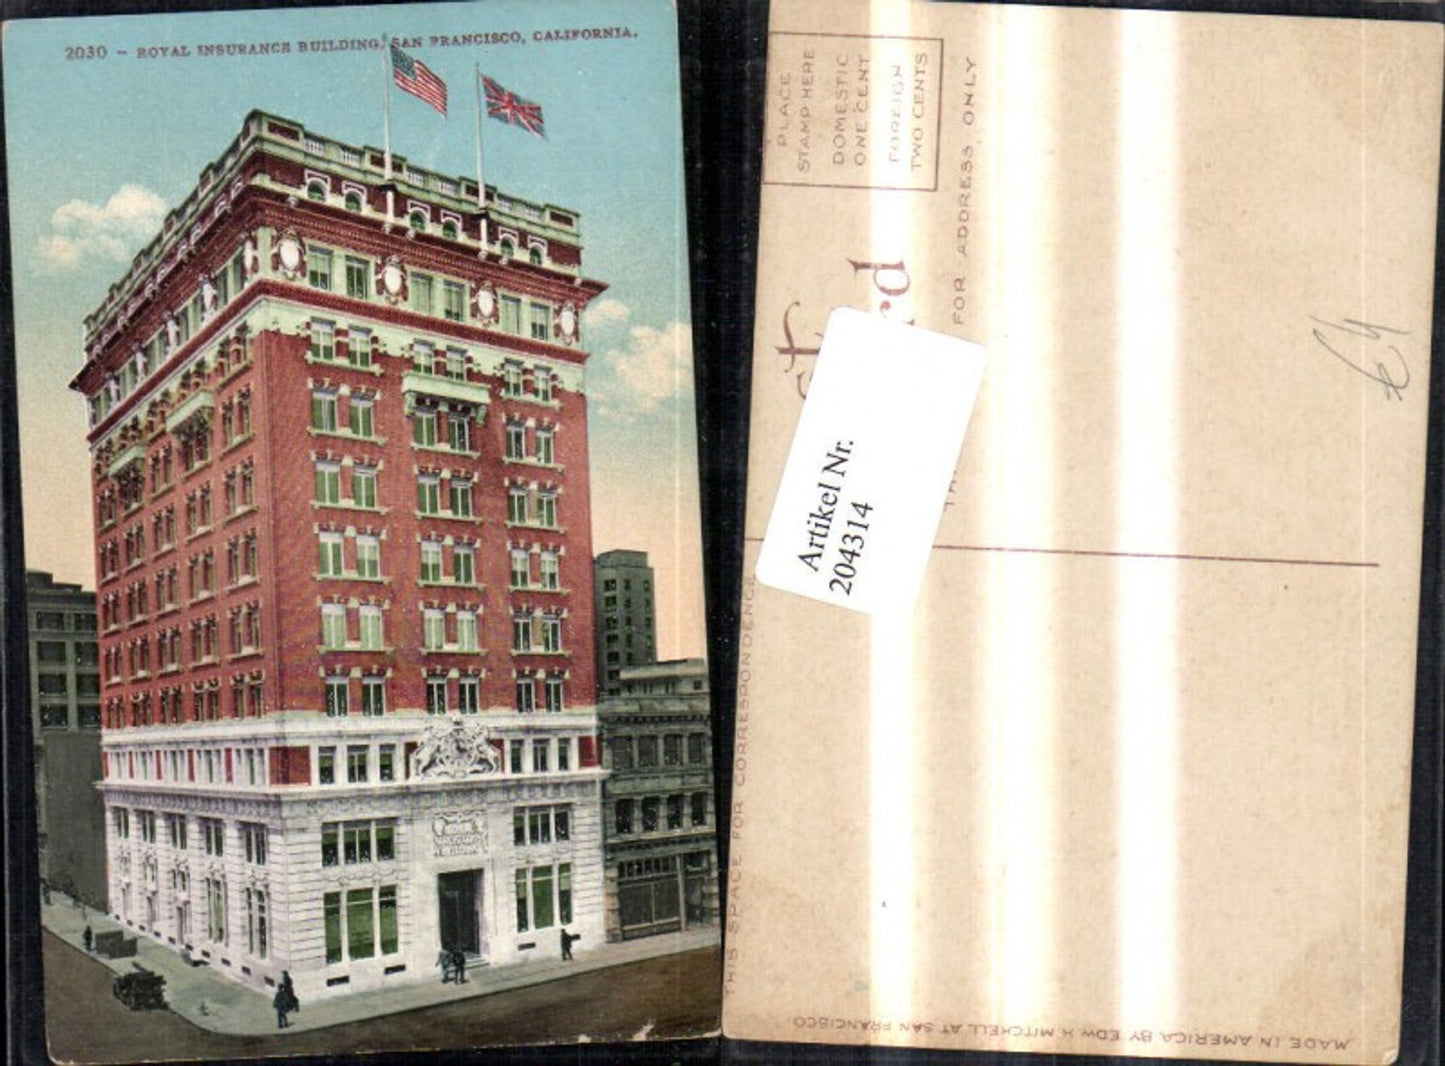 2030 - ROYAL INSURANCE BUILDING, SAN FRANCISCO, CALIFORNIA.
PLACE
STAMP HERE
DOMESTIC
ONE CENT
FOREIGN
TWO CENTS
FOR ADDRESS ONLY
Artikel Nr.
204314
THIS SPACE FOR CORRESPONDENCE
MADE IN AMERICA BY EDW. H. MITCHELL AT SAN FRANCISCO